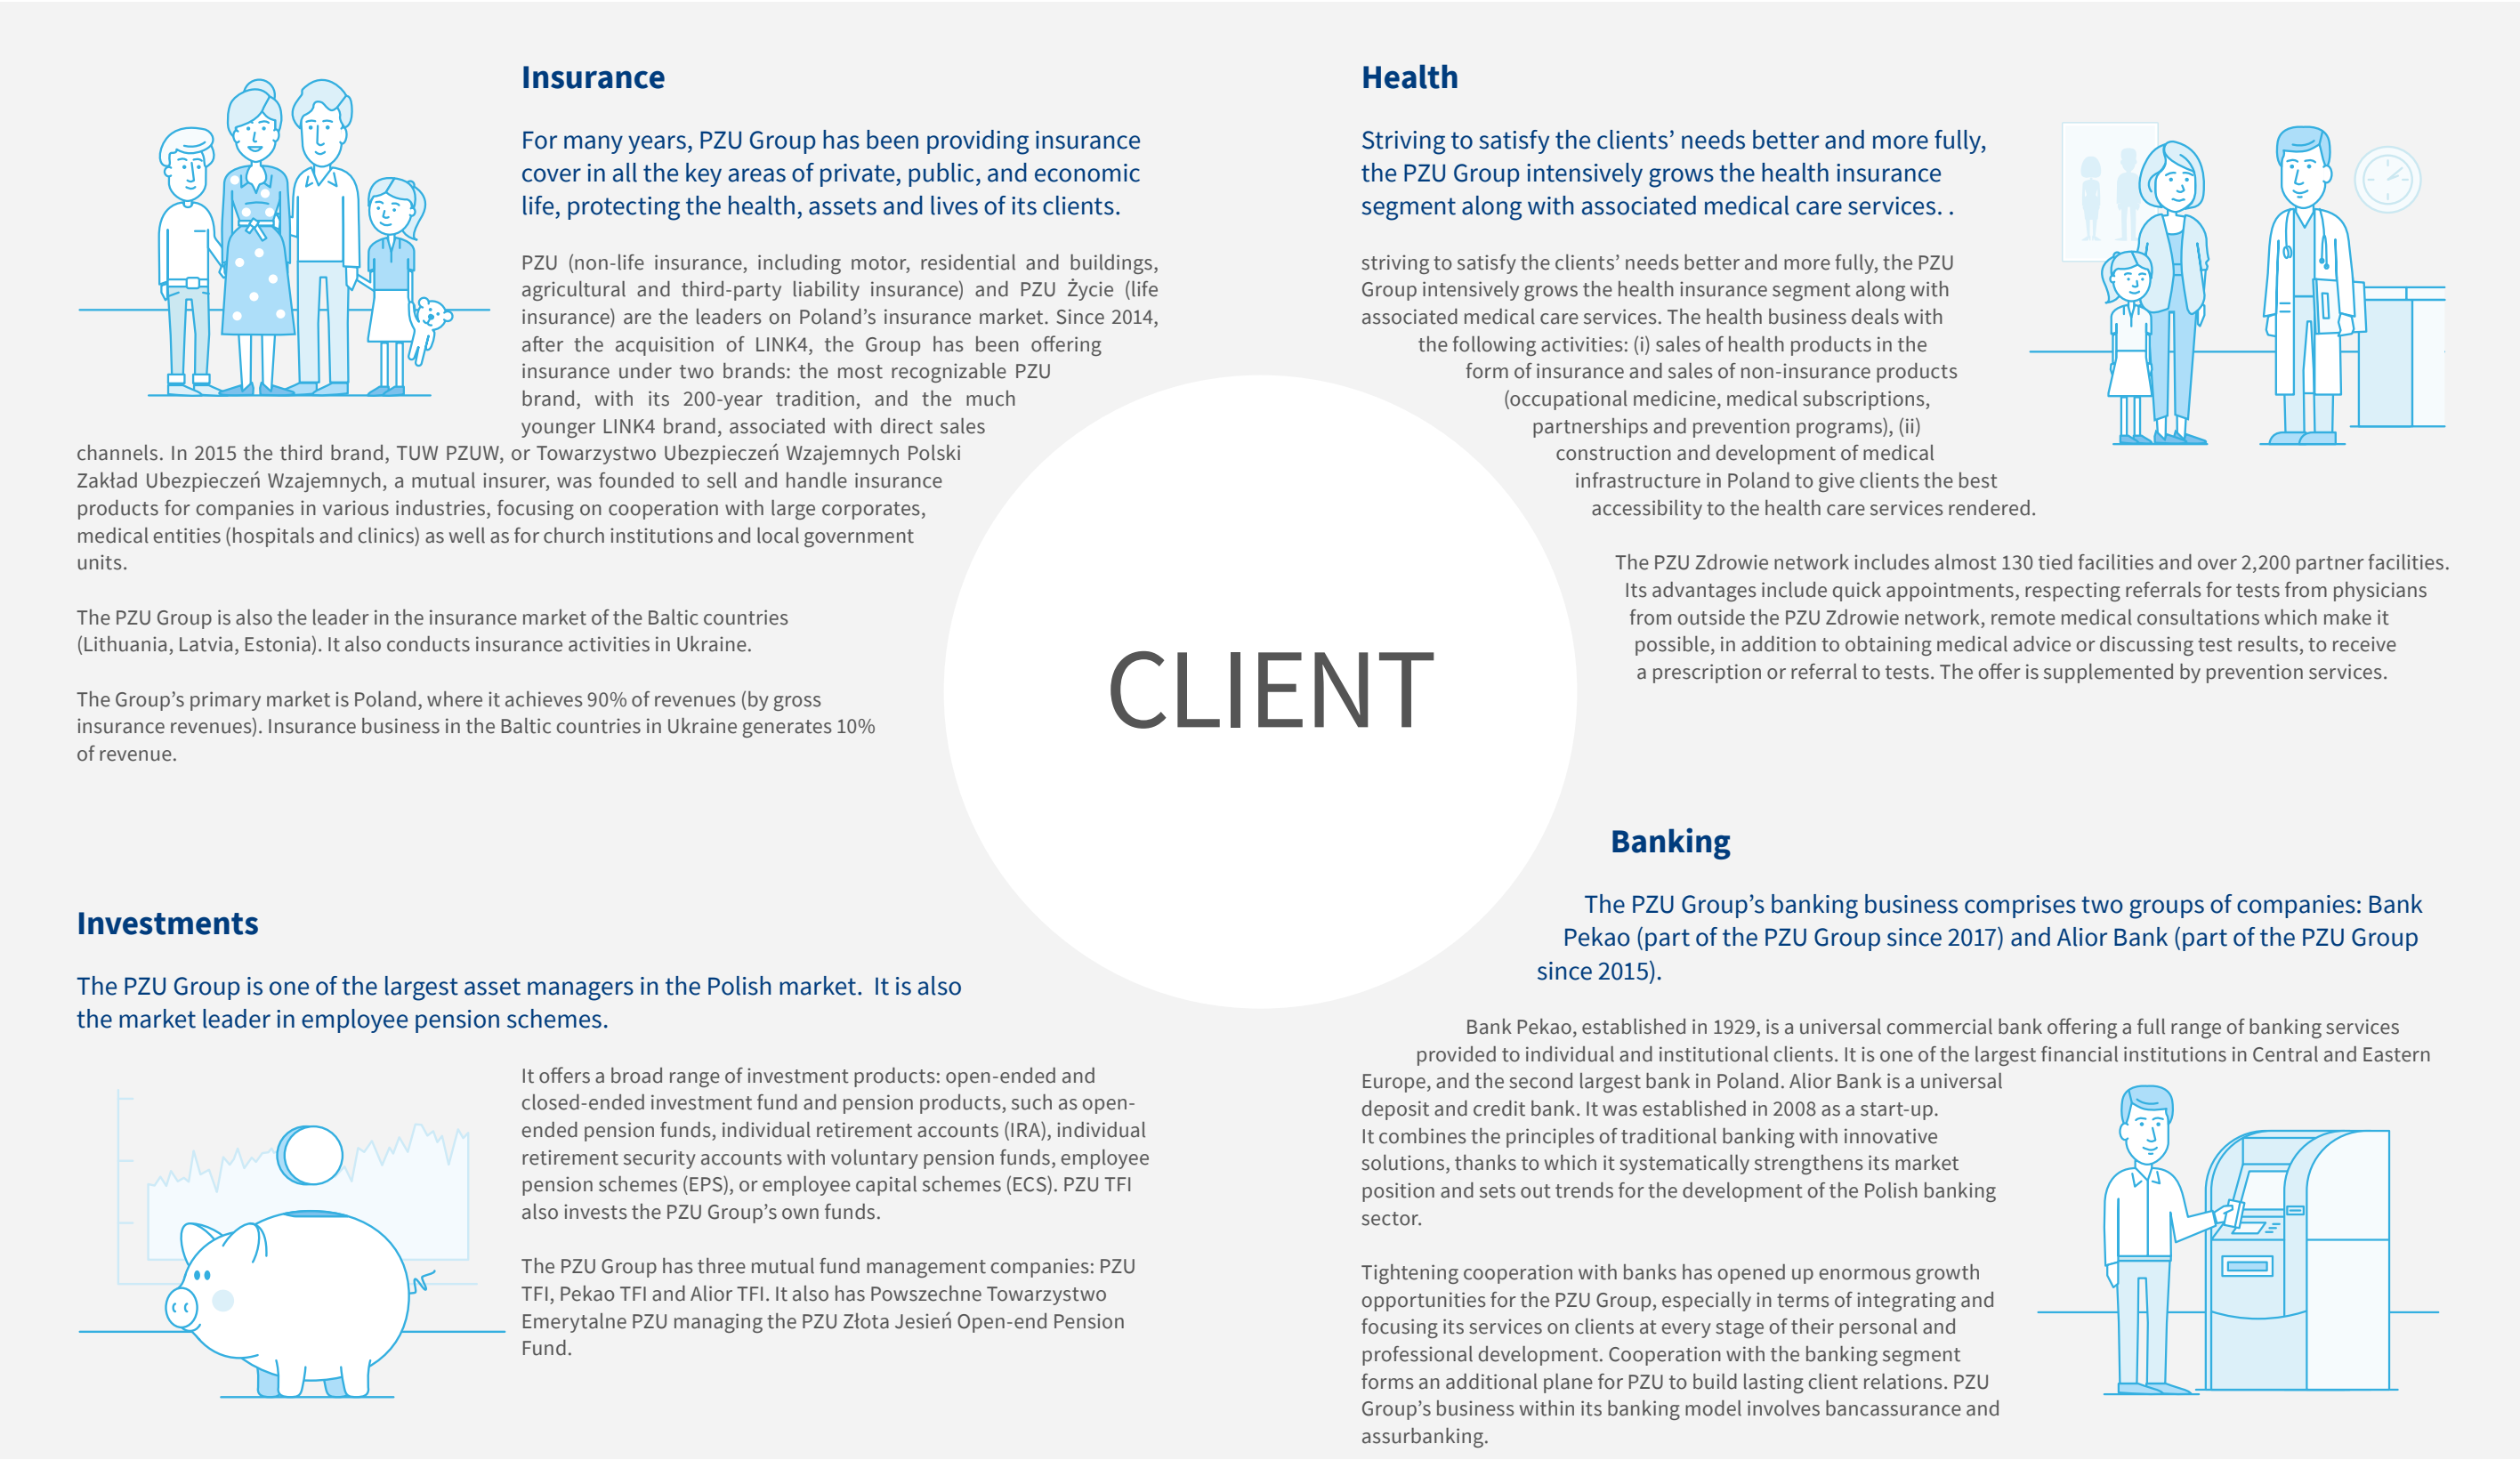 Insurance
For many years, PZU Group has been providing insurance
cover in all the key areas of private, public, and economic
life, protecting the health, assets and lives of its clients.
PZU (non-life insurance, including motor, residential and buildings,
agricultural and third-party liability insurance) and PZU Życie (life
insurance) are the leaders on Poland’s insurance market. Since 2014,
after the acquisition of LINK4, the Group has been offering
insurance under two brands: the most recognizable PZU
brand, with its 200-year tradition, and the much
younger LINK4 brand, associated with direct sales
channels. In 2015 the third brand, TUW PZUW, or Towarzystwo Ubezpieczeń Wzajemnych Polski
Zakład Ubezpieczeń Wzajemnych, a mutual insurer, was founded to sell and handle insurance
products for companies in various industries, focusing on cooperation with large corporates,
medical entities (hospitals and clinics) as well as for church institutions and local government
units.
The PZU Group is also the leader in the insurance market of the Baltic countries
(Lithuania, Latvia, Estonia). It also conducts insurance activities in Ukraine.
The Group’s primary market is Poland, where it achieves 90% of revenues (by gross
insurance revenues). Insurance business in the Baltic countries in Ukraine generates 10%
of revenue.
Health
Striving to satisfy the clients’ needs better and more fully,
the PZU Group intensively grows the health insurance
segment along with associated medical care services. .
striving to satisfy the clients’ needs better and more fully, the PZU
Group intensively grows the health insurance segment along with
associated medical care services. The health business deals with
the following activities: (i) sales of health products in the
form of insurance and sales of non-insurance products
(occupational medicine, medical subscriptions,
partnerships and prevention programs), (ii)
construction and development of medical
infrastructure in Poland to give clients the best
accessibility to the health care services rendered.
The PZU Zdrowie network includes almost 130 tied facilities and over 2,200 partner facilities.
Its advantages include quick appointments, respecting referrals for tests from physicians
from outside the PZU Zdrowie network, remote medical consultations which make it
possible, in addition to obtaining medical advice or discussing test results, to receive
a prescription or referral to tests. The offer is supplemented by prevention services.
CLIENT
Investments
The PZU Group is one of the largest asset managers in the Polish market.  It is also
the market leader in employee pension schemes.
It offers a broad range of investment products: open-ended and
closed-ended investment fund and pension products, such as open-
ended pension funds, individual retirement accounts (IRA), individual
retirement security accounts with voluntary pension funds, employee
pension schemes (EPS), or employee capital schemes (ECS). PZU TFI
also invests the PZU Group’s own funds.
The PZU Group has three mutual fund management companies: PZU
TFI, Pekao TFI and Alior TFI. It also has Powszechne Towarzystwo
Emerytalne PZU managing the PZU Złota Jesień Open-end Pension
Fund.
Banking
The PZU Group’s banking business comprises two groups of companies: Bank
Pekao (part of the PZU Group since 2017) and Alior Bank (part of the PZU Group
since 2015).
Bank Pekao, established in 1929, is a universal commercial bank offering a full range of banking services
provided to individual and institutional clients. It is one of the largest financial institutions in Central and Eastern
Europe, and the second largest bank in Poland. Alior Bank is a universal
deposit and credit bank. It was established in 2008 as a start-up.
It combines the principles of traditional banking with innovative
solutions, thanks to which it systematically strengthens its market
position and sets out trends for the development of the Polish banking
sector.
Tightening cooperation with banks has opened up enormous growth
opportunities for the PZU Group, especially in terms of integrating and
focusing its services on clients at every stage of their personal and
professional development. Cooperation with the banking segment
forms an additional plane for PZU to build lasting client relations. PZU
Group’s business within its banking model involves bancassurance and
assurbanking.